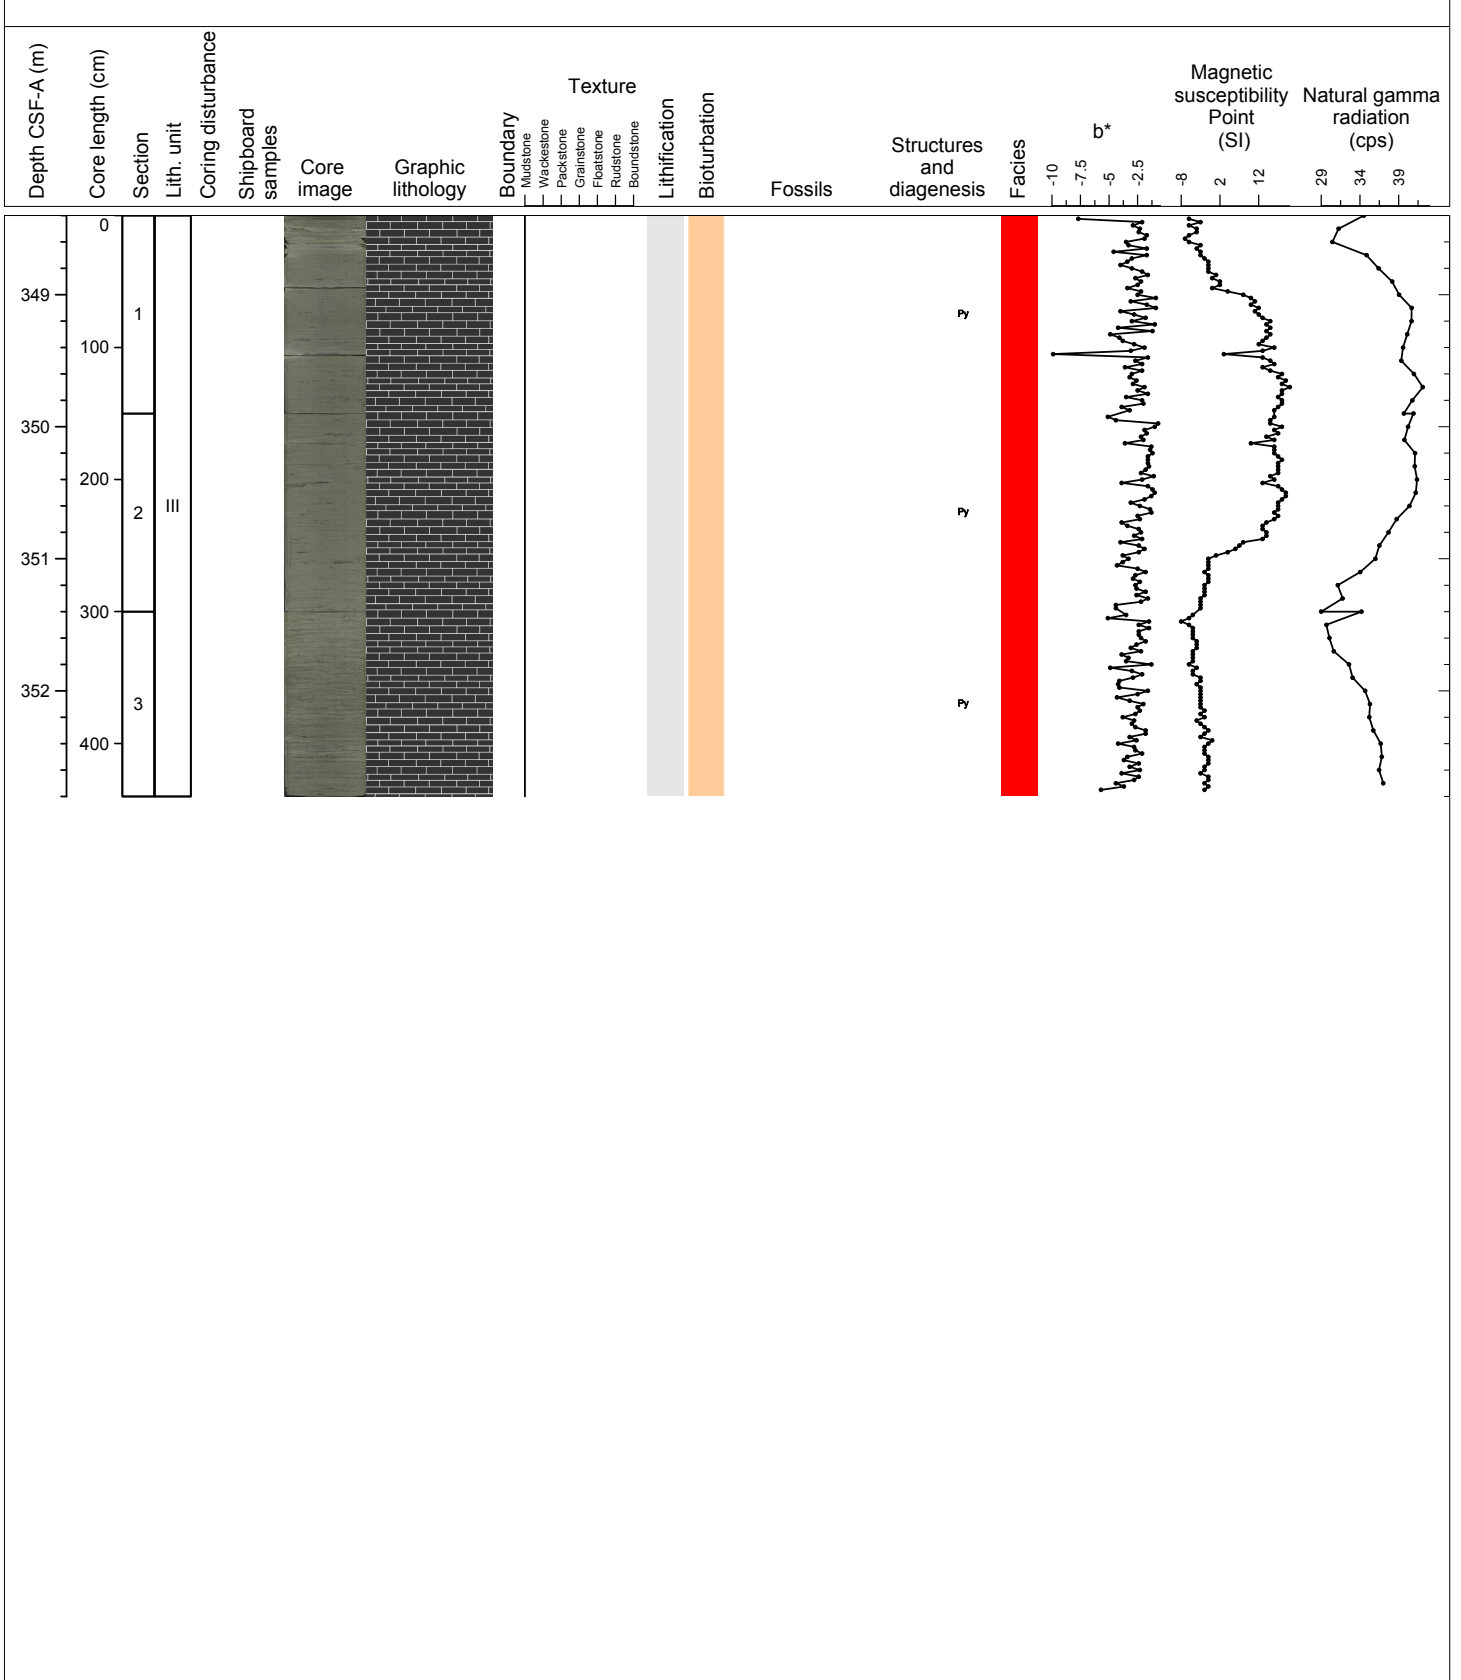 Depth CSF-A (m)
Core length (cm)
Section
Lith. unit
Coring disturbance
Shipboard
samples
Core
image
Graphic
lithology
Boundary
Texture
Mudstone
Wackestone
Packstone
Grainstone
Floatstone
Rudstone
Boundstone
Lithification
Bioturbation
Fossils
Structures
and
diagenesis
Facies
b*
-10
-7.5
-5
-2.5
Magnetic
susceptibility
Point
(SI)
-8
2
12
Natural gamma
radiation
(cps)
29
34
39
0
349
1
Py
100
350
200
III
2
Py
351
300
352
3
Py
400